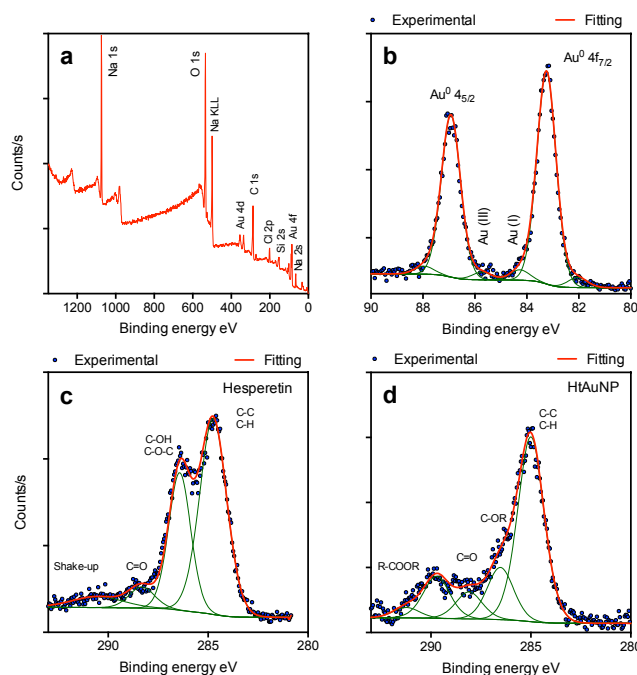 Experimental Fitting
a
Na 1s
O 1s
Na KLL
C 1s
Au 4d
Cl 2p
Si 2s
Au 4f
Na 2s
Counts/s
1200 1000 800 600 400 200 0
Binding energy eV
b
Au⁰ 4f₇/₂
Au⁰ 4₅/₂
Au (III)
Au (I)
90 88 86 84 82 80
Binding energy eV
Experimental Fitting
c
Hesperetin
C-C
C-H
C-OH
C-O-C
C=O
Shake-up
Counts/s
290 285 280
Binding energy eV
Experimental Fitting
d
HtAuNP
C-C
C-H
C-OR
C=O
R-COOR
290 285 280
Binding energy eV